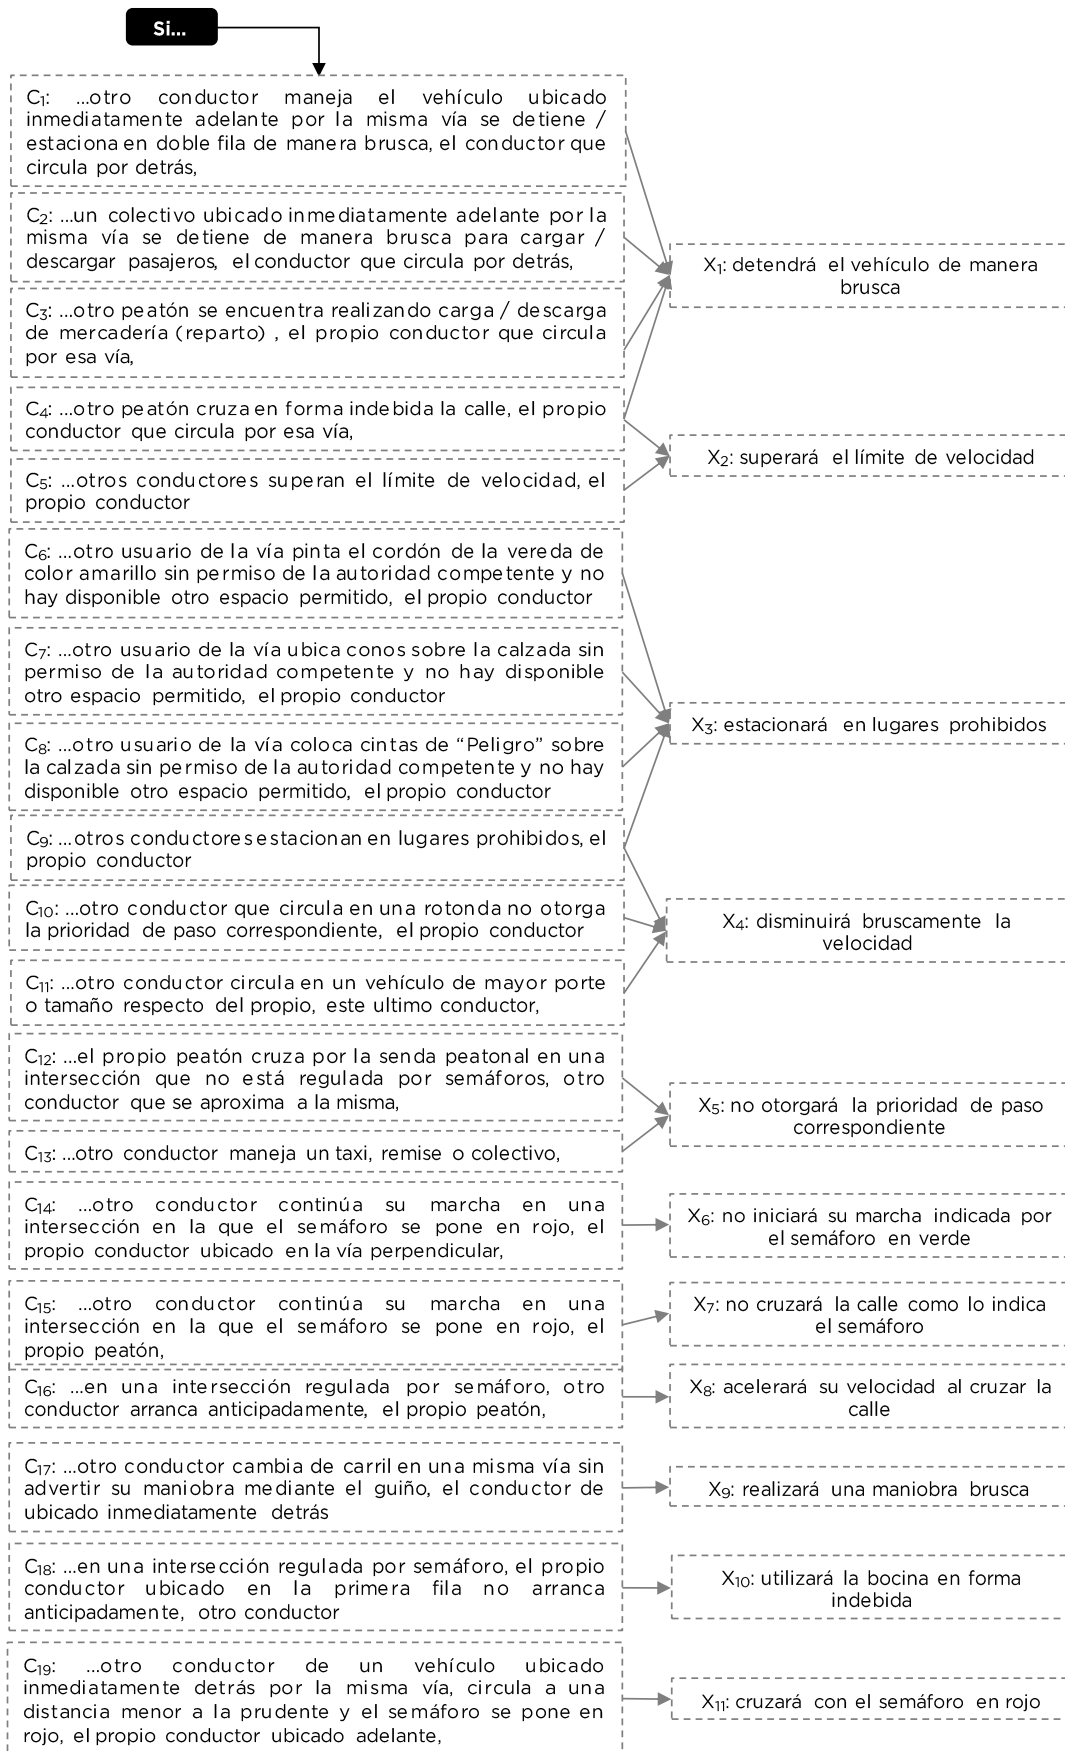 Si...
C₁: ...otro conductor maneja el vehículo ubicado
inmediatamente adelante por la misma vía se detiene /
estaciona en doble fila de manera brusca, el conductor que
circula por detrás,
C₂: ...un colectivo ubicado inmediatamente adelante por la
misma vía se detiene de manera brusca para cargar /
descargar pasajeros, el conductor que circula por detrás,
X₁: detendrá el vehículo de manera
brusca
C₃: ...otro peatón se encuentra realizando carga / descarga
de mercadería (reparto) , el propio conductor que circula
por esa vía,
C₄: ...otro peatón cruza en forma indebida la calle, el propio
conductor que circula por esa vía,
X₂: superará el límite de velocidad
C₅: ...otros conductores superan el límite de velocidad, el
propio conductor
C₆: ...otro usuario de la vía pinta el cordón de la vereda de
color amarillo sin permiso de la autoridad competente y no
hay disponible otro espacio permitido, el propio conductor
C₇: ...otro usuario de la vía ubica conos sobre la calzada sin
permiso de la autoridad competente y no hay disponible
otro espacio permitido, el propio conductor
X₃: estacionará en lugares prohibidos
C₈: ...otro usuario de la vía coloca cintas de “Peligro” sobre
la calzada sin permiso de la autoridad competente y no hay
disponible otro espacio permitido, el propio conductor
C₉: ...otros conductores estacionan en lugares prohibidos, el
propio conductor
C₁₀: ...otro conductor que circula en una rotonda no otorga
la prioridad de paso correspondiente, el propio conductor
X₄: disminuirá bruscamente la
velocidad
C₁₁: ...otro conductor circula en un vehículo de mayor porte
o tamaño respecto del propio, este ultimo conductor,
C₁₂: ...el propio peatón cruza por la senda peatonal en una
intersección que no está regulada por semáforos, otro
conductor que se aproxima a la misma,
X₅: no otorgará la prioridad de paso
correspondiente
C₁₃: ...otro conductor maneja un taxi, remise o colectivo,
C₁₄: ...otro conductor continúa su marcha en una
intersección en la que el semáforo se pone en rojo, el
propio conductor ubicado en la vía perpendicular,
X₆: no iniciará su marcha indicada por
el semáforo en verde
C₁₅: ...otro conductor continúa su marcha en una
intersección en la que el semáforo se pone en rojo, el
propio peatón,
X₇: no cruzará la calle como lo indica
el semáforo
C₁₆: ...en una intersección regulada por semáforo, otro
conductor arranca anticipadamente, el propio peatón,
X₈: acelerará su velocidad al cruzar la
calle
C₁₇: ...otro conductor cambia de carril en una misma vía sin
advertir su maniobra mediante el guiño, el conductor de
ubicado inmediatamente detrás
X₉: realizará una maniobra brusca
C₁₈: ...en una intersección regulada por semáforo, el propio
conductor ubicado en la primera fila no arranca
anticipadamente, otro conductor
X₁₀: utilizará la bocina en forma
indebida
C₁₉: ...otro conductor de un vehículo ubicado
inmediatamente detrás por la misma vía, circula a una
distancia menor a la prudente y el semáforo se pone en
rojo, el propio conductor ubicado adelante,
X₁₁: cruzará con el semáforo en rojo